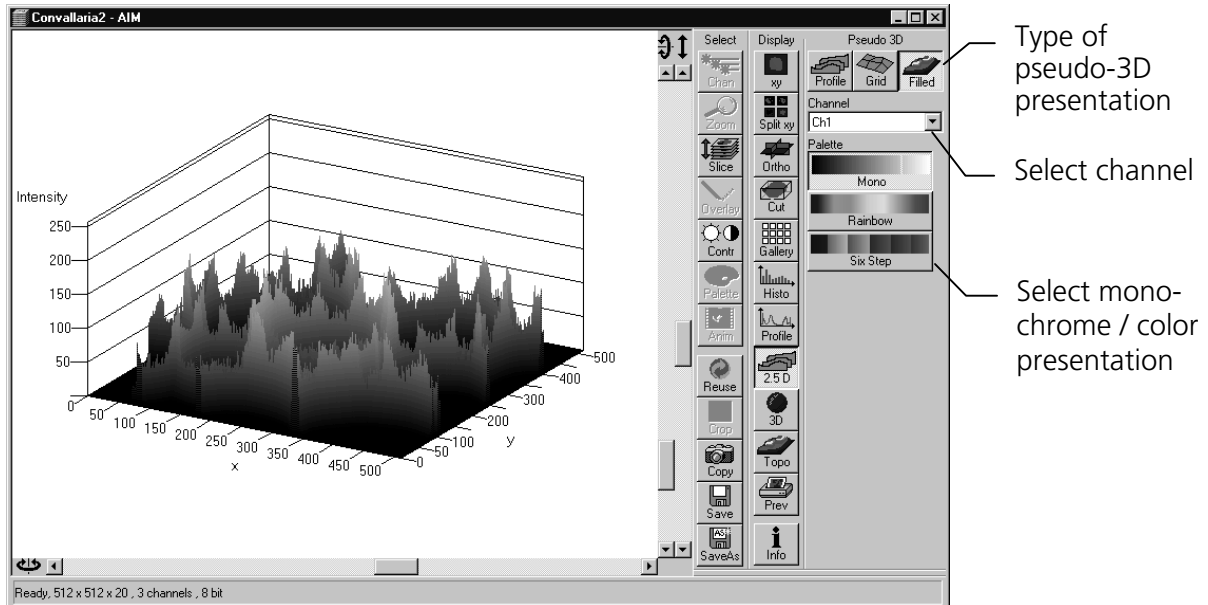 Convallaria2 - AIM
Intensity
250
200
150
100
50
0
50
100
150
200
250
300
350
400
450
500
x
0
50
100
200
300
400
500
y
Select
Chan
Zoom
Slice
Overlay
Contr
Palette
Anim
Reuse
Crop
Copy
Save
AS
SaveAs
Display
xy
Split xy
Ortho
Cut
Gallery
Histo
Profile
2.5 D
3D
Topo
Prev
Info
Pseudo 3D
Profile
Grid
Filled
Channel
Ch1
Palette
Mono
Rainbow
Six Step
Type of
pseudo-3D
presentation
Select channel
Select mono-
chrome / color
presentation
Ready, 512 x 512 x 20 , 3 channels , 8 bit